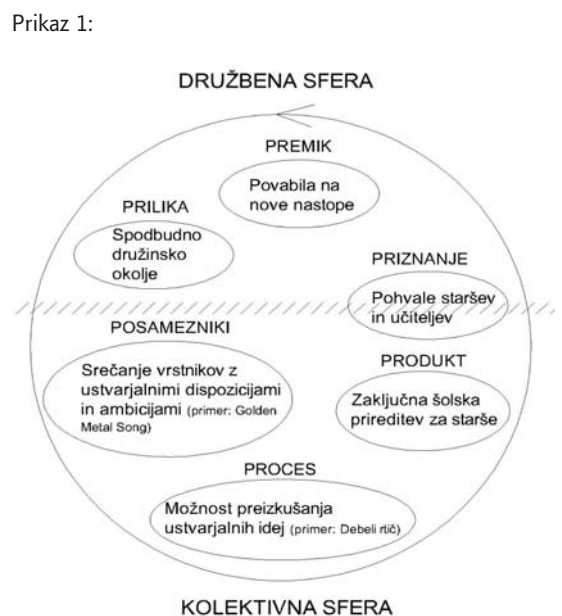 Prikaz 1:
DRUŽBENA SFERA
PREMIK
Povabila na
nove nastope
PRILIKA
Spodbudno
družinsko
okolje
PRIZNANJE
Pohvale staršev
in učiteljev
POSAMEZNIKI
Srečanje vrstnikov z
ustvarjalnimi dispozicijami
in ambicijami (primer: Golden
Metal Song)
PRODUKT
Zaključna šolska
prireditev za starše
PROCES
Možnost preizkušanja
ustvarjalnih idej (primer: Debeli rtič)
KOLEKTIVNA SFERA